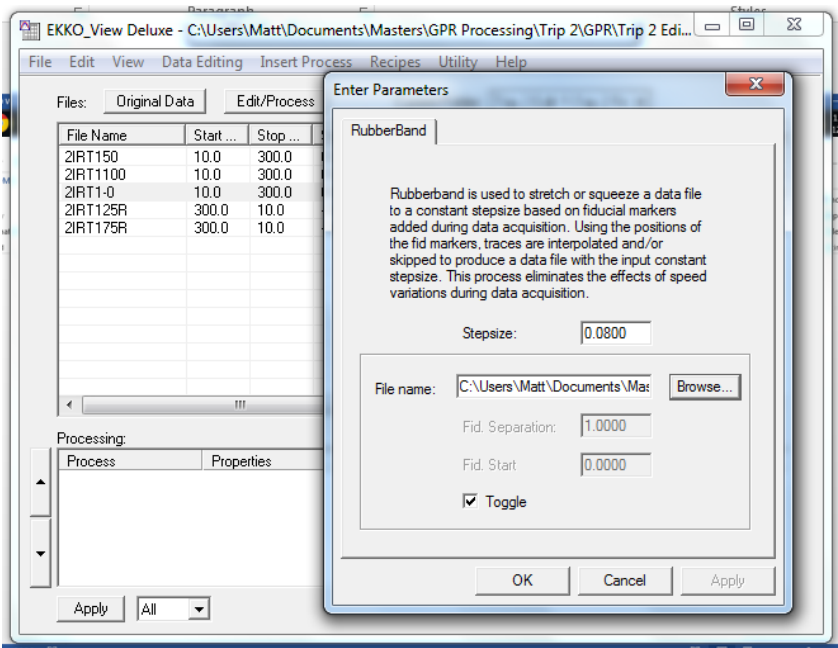 Paragraph
Styles
EKKO_View Deluxe - C:\Users\Matt\Documents\Masters\GPR Processing\Trip 2\GPR\Trip 2 Edi...
File Edit View Data Editing Insert Process Recipes Utility Help
Files: Original Data Edit/Process
File Name Start ... Stop ...
2IRT150 10.0 300.0
2IRT1100 10.0 300.0
2IRT1-0 10.0 300.0
2IRT125R 300.0 10.0
2IRT175R 300.0 10.0
Processing:
Process Properties
Apply All
Enter Parameters
RubberBand
Rubberband is used to stretch or squeeze a data file
to a constant stepsize based on fiducial markers
added during data acquisition. Using the positions of
the fid markers, traces are interpolated and/or
skipped to produce a data file with the input constant
stepsize. This process eliminates the effects of speed
variations during data acquisition.
Stepsize: 0.0800
File name: C:\Users\Matt\Documents\Mas Browse...
Fid. Separation: 1.0000
Fid. Start 0.0000
Toggle
OK Cancel Apply